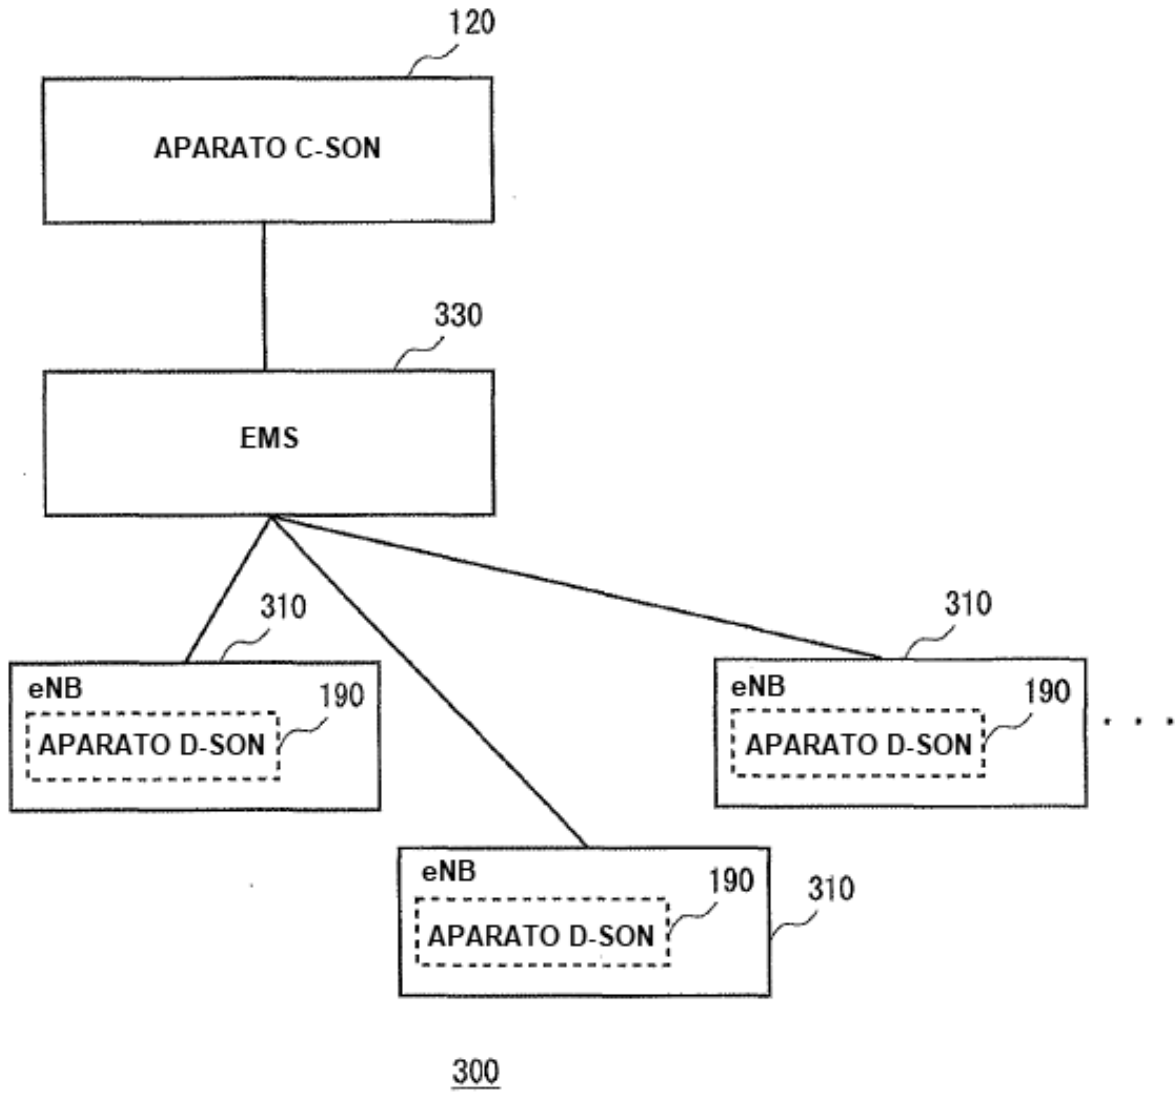 120
APARATO C-SON
330
EMS
310
eNB
190
APARATO D-SON
310
eNB
190
APARATO D-SON
. . .
eNB
190
310
APARATO D-SON
300